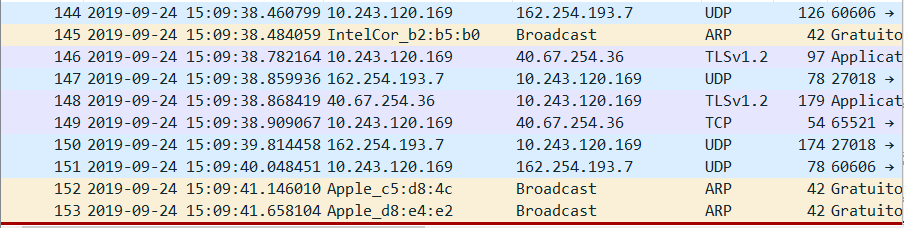 144 2019-09-24 15:09:38.460799 10.243.120.169 162.254.193.7 UDP 126 60606 →
145 2019-09-24 15:09:38.484059 IntelCor_b2:b5:b0 Broadcast ARP 42 Gratuito
146 2019-09-24 15:09:38.782164 10.243.120.169 40.67.254.36 TLSv1.2 97 Applicat
147 2019-09-24 15:09:38.859936 162.254.193.7 10.243.120.169 UDP 78 27018 →
148 2019-09-24 15:09:38.868419 40.67.254.36 10.243.120.169 TLSv1.2 179 Applicat
149 2019-09-24 15:09:38.909067 10.243.120.169 40.67.254.36 TCP 54 65521 →
150 2019-09-24 15:09:39.814458 162.254.193.7 10.243.120.169 UDP 174 27018 →
151 2019-09-24 15:09:40.048451 10.243.120.169 162.254.193.7 UDP 78 60606 →
152 2019-09-24 15:09:41.146010 Apple_c5:d8:4c Broadcast ARP 42 Gratuito
153 2019-09-24 15:09:41.658104 Apple_d8:e4:e2 Broadcast ARP 42 Gratuito